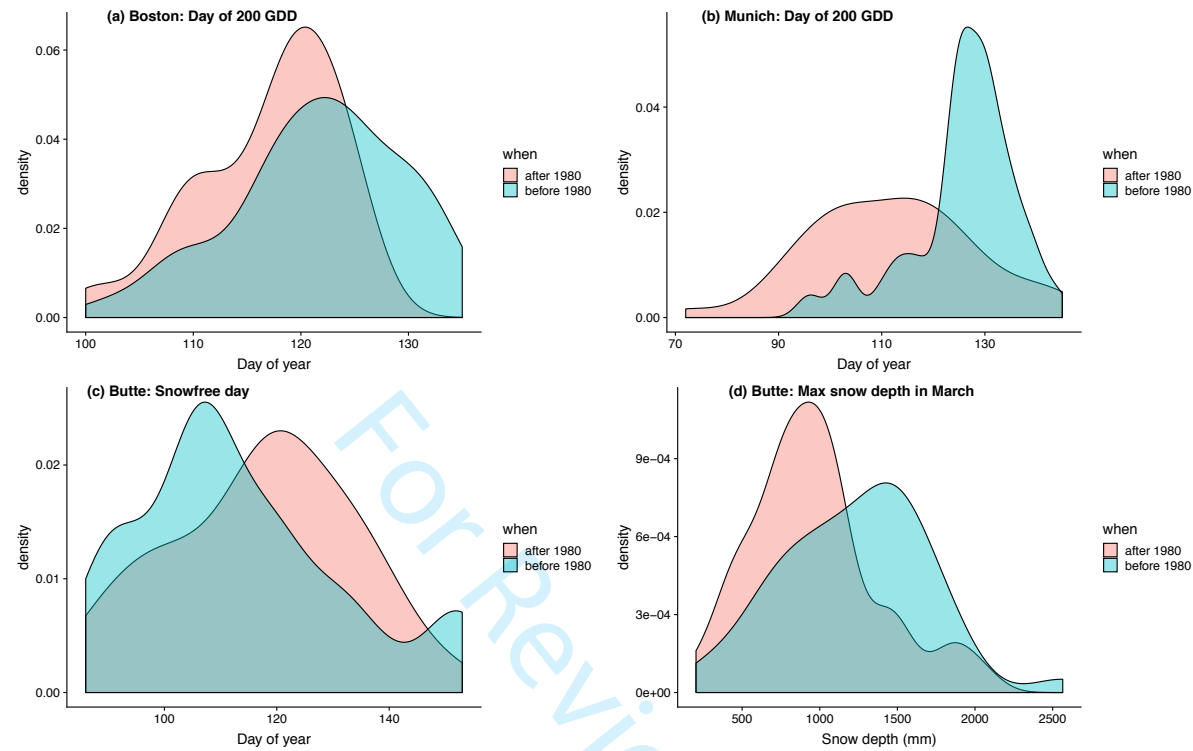 (a) Boston: Day of 200 GDD
density
0.06
0.04
0.02
0.00
100 110 120 130
Day of year
when
after 1980
before 1980
(b) Munich: Day of 200 GDD
density
0.04
0.02
0.00
70 90 110 130
Day of year
when
after 1980
before 1980
(c) Butte: Snowfree day
density
0.02
0.01
0.00
100 120 140
Day of year
when
after 1980
before 1980
(d) Butte: Max snow depth in March
density
9e−04
6e−04
3e−04
0e+00
500 1000 1500 2000 2500
Snow depth (mm)
when
after 1980
before 1980
For Revie